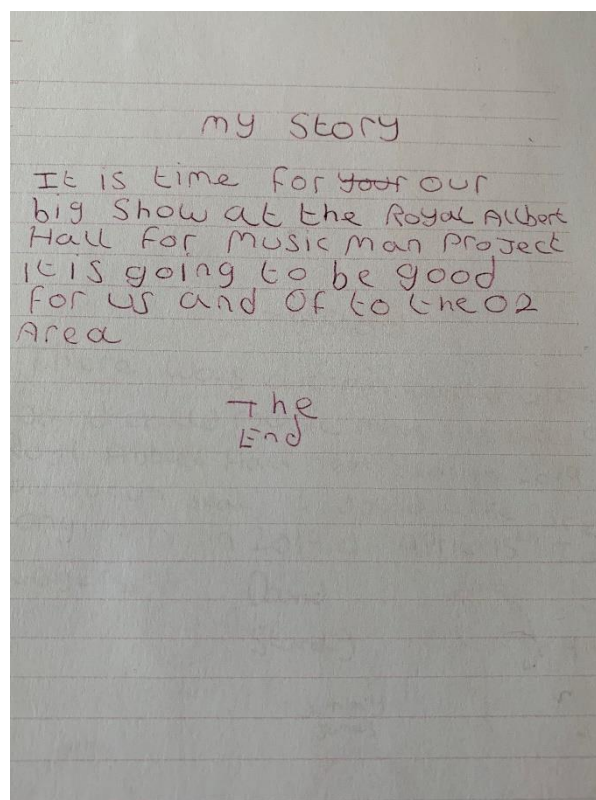 my Story
It is time for your our
big Show at the Royal Allbert
Hall for Music Man Project
it is going to be good
for us and Of to the O2
Area
The
End